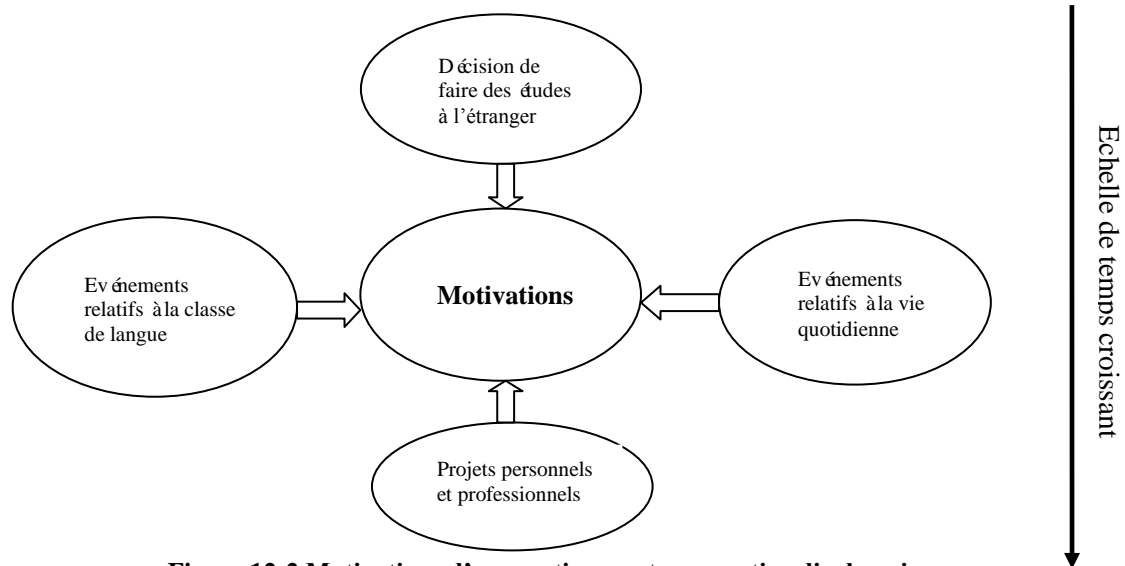 Décision de
faire des études
à l'étranger
Evénements
relatifs à la classe
de langue
Motivations
Evénements
relatifs à la vie
quotidienne
Projets personnels
et professionnels
Echelle de temps croissant